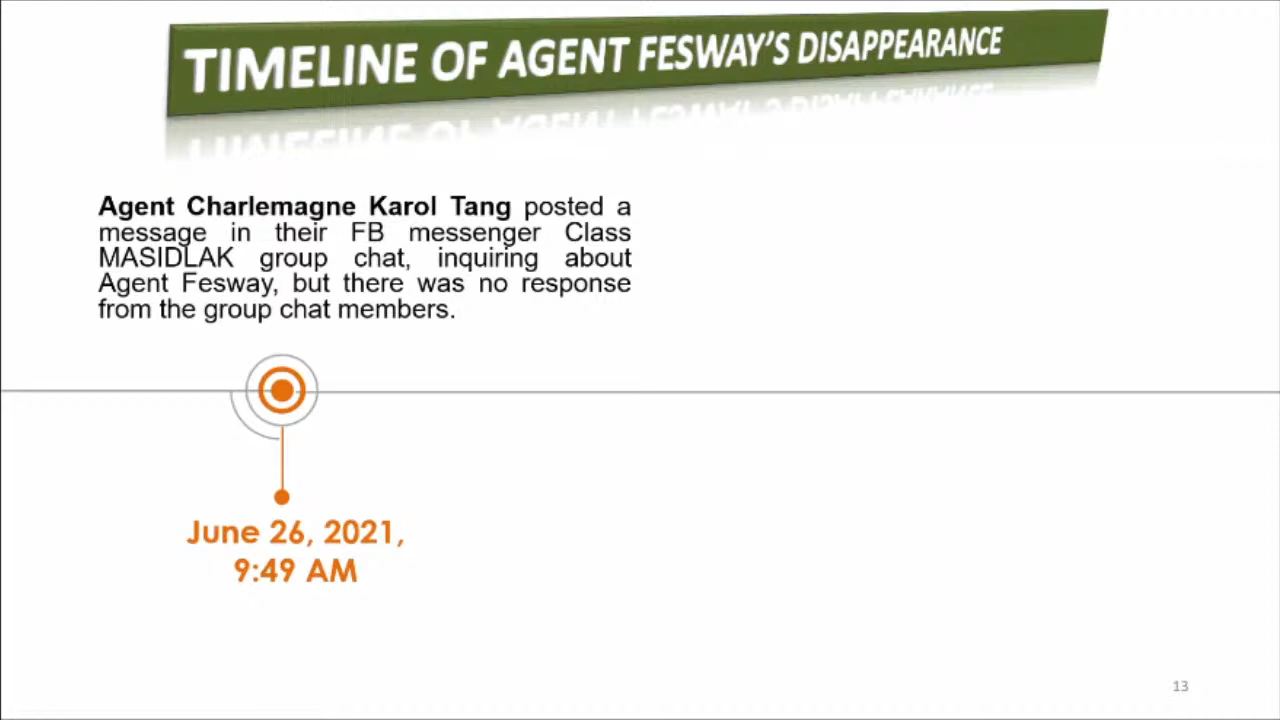 TIMELINE OF AGENT FESWAY'S DISAPPEARANCE
Agent Charlemagne Karol Tang posted a
message in their FB messenger Class
MASIDLAK group chat, inquiring about
Agent Fesway, but there was no response
from the group chat members.
June 26, 2021,
9:49 AM
13